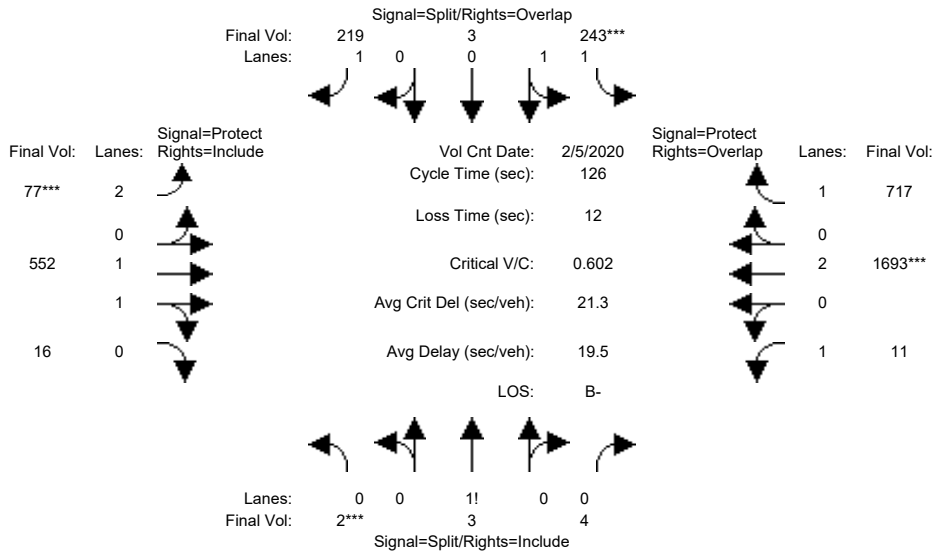 Signal=Split/Rights=Overlap
Final Vol: 219 3 243***
Lanes: 1 0 0 1 1
Signal=Protect
Final Vol: Lanes: Rights=Include
Vol Cnt Date: 2/5/2020
Signal=Protect
Rights=Overlap Lanes: Final Vol:
Cycle Time (sec): 126
77*** 2
1 717
Loss Time (sec): 12
0
0
552 1
Critical V/C: 0.602
2 1693***
1
Avg Crit Del (sec/veh): 21.3
0
16 0
Avg Delay (sec/veh): 19.5
1 11
LOS: B-
Lanes: 0 0 1! 0 0
Final Vol: 2*** 3 4
Signal=Split/Rights=Include